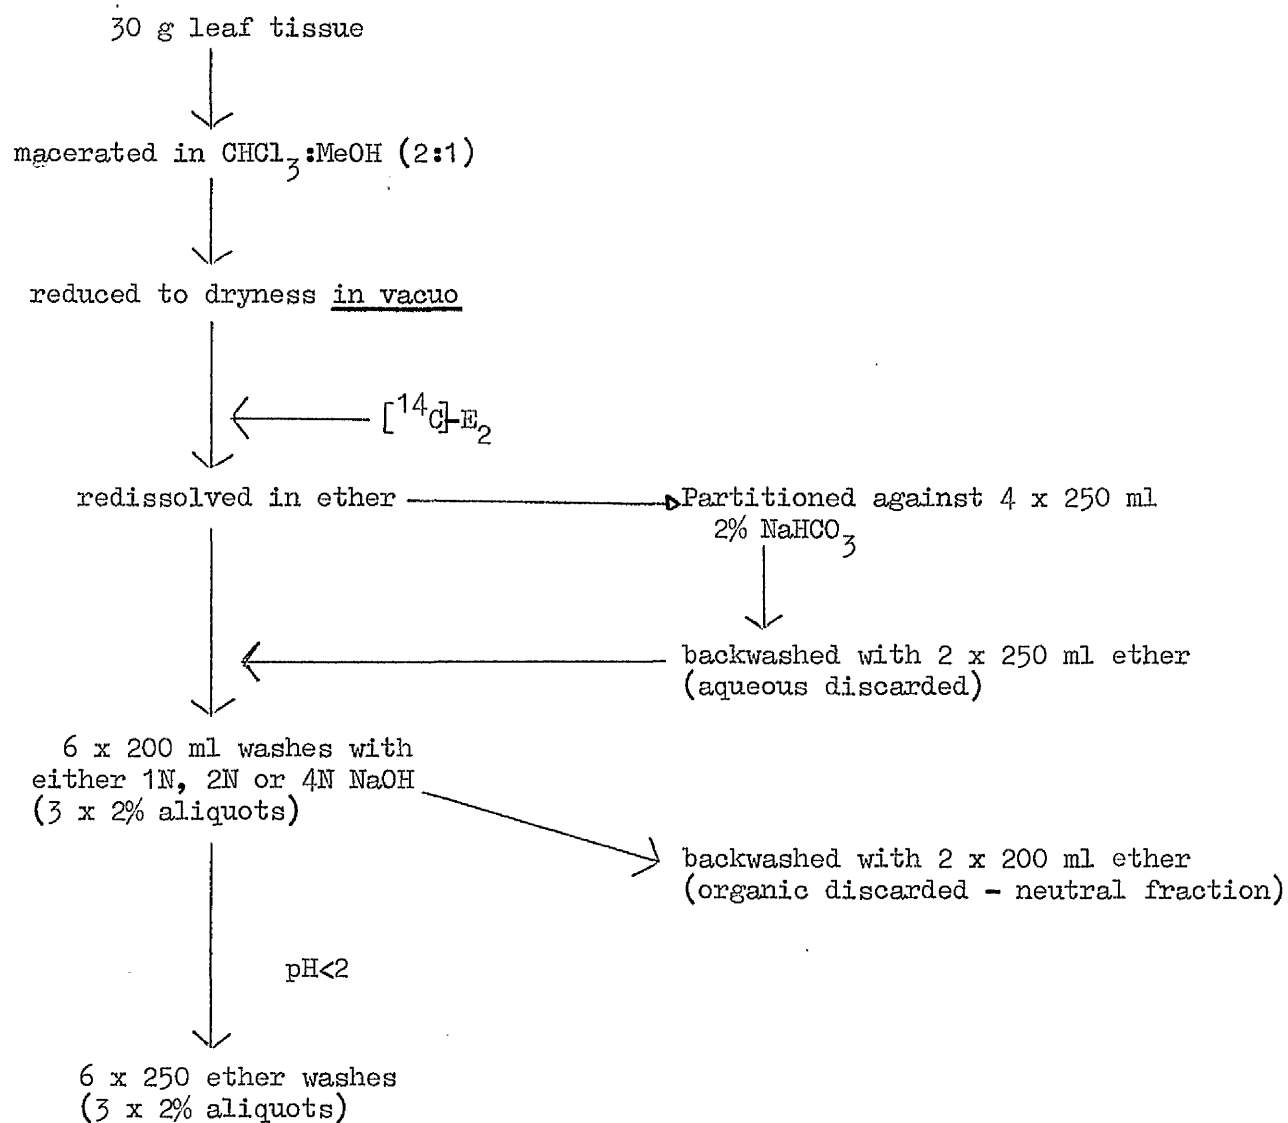 30 g leaf tissue
macerated in CHCl₃:MeOH (2:1)
reduced to dryness in vacuo
[¹⁴C]-E₂
redissolved in ether
Partitioned against 4 x 250 ml
2% NaHCO₃
backwashed with 2 x 250 ml ether
(aqueous discarded)
6 x 200 ml washes with
either 1N, 2N or 4N NaOH
(3 x 2% aliquots)
backwashed with 2 x 200 ml ether
(organic discarded - neutral fraction)
pH<2
6 x 250 ether washes
(3 x 2% aliquots)